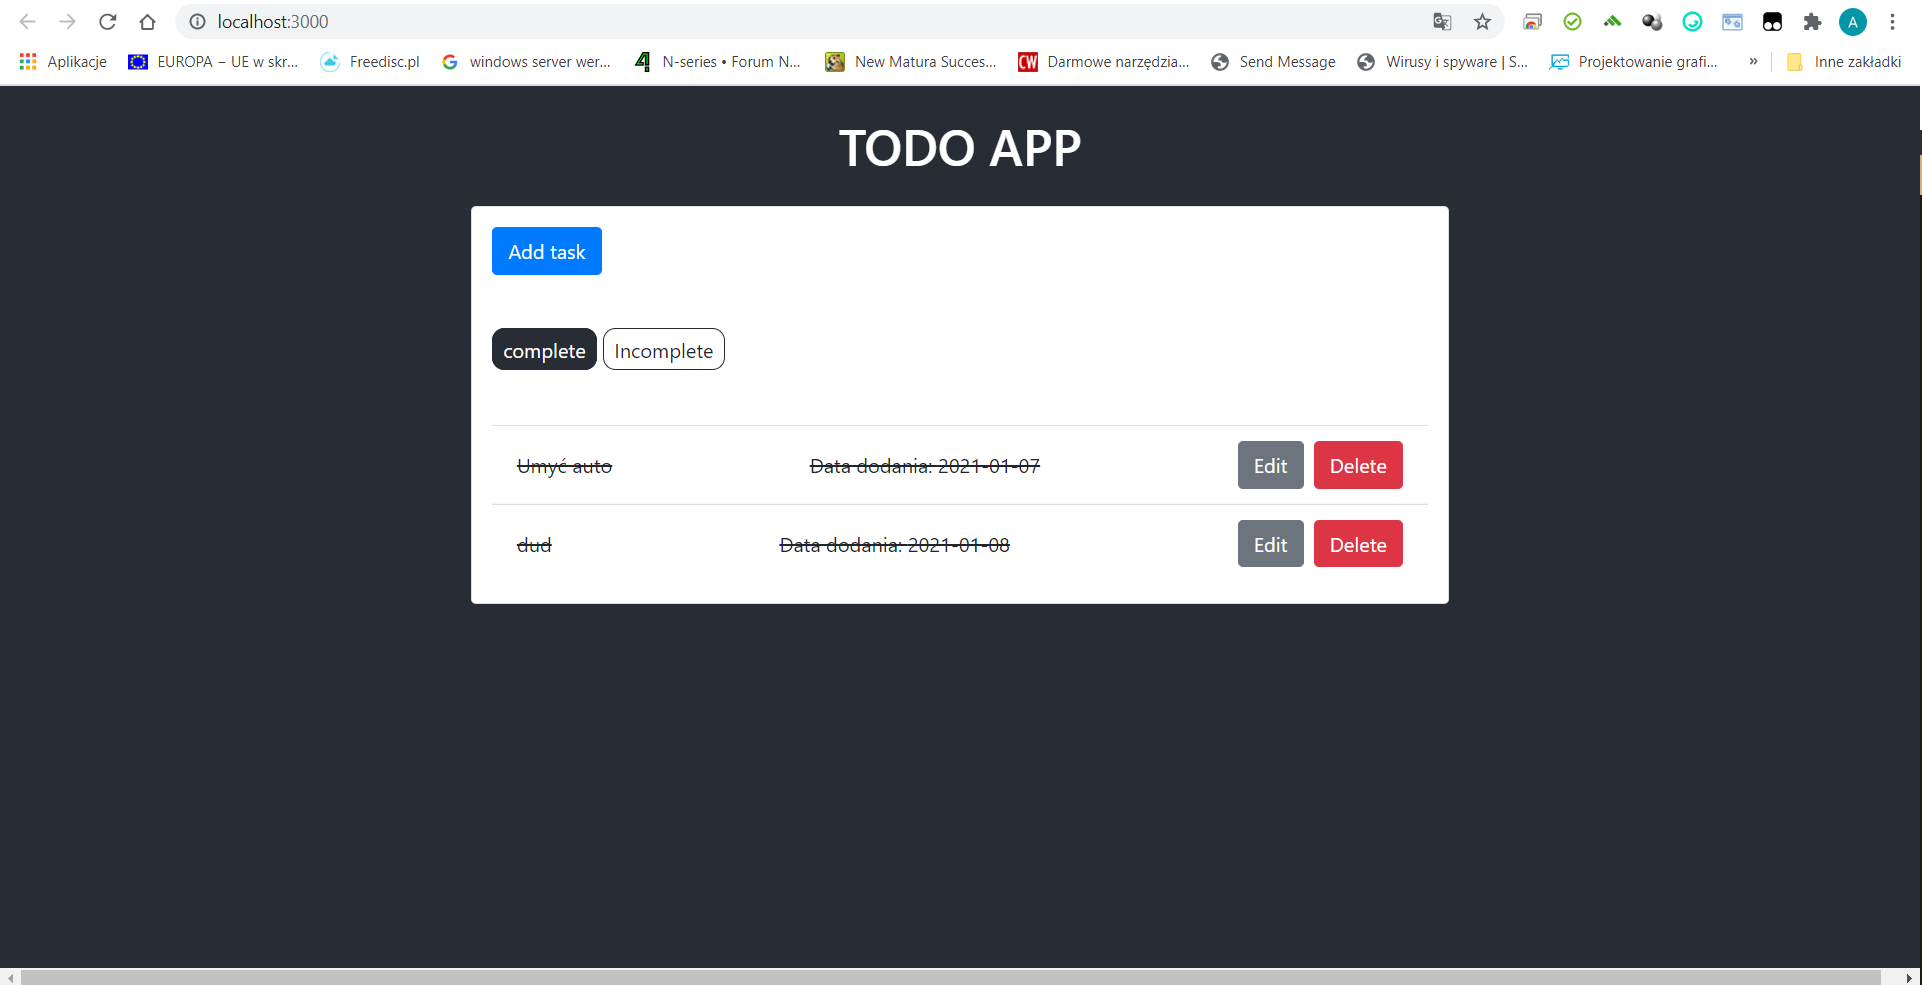 localhost:3000
A
Aplikacje EUROPA – UE w skr... Freedisc.pl windows server wer... N-series • Forum N... New Matura Succes... CW Darmowe narzędzia... Send Message Wirusy i spyware | S... Projektowanie grafi... » Inne zakładki
TODO APP
Add task
complete Incomplete
Umyć auto Data dodania: 2021-01-07 Edit Delete
dud Data dodania: 2021-01-08 Edit Delete